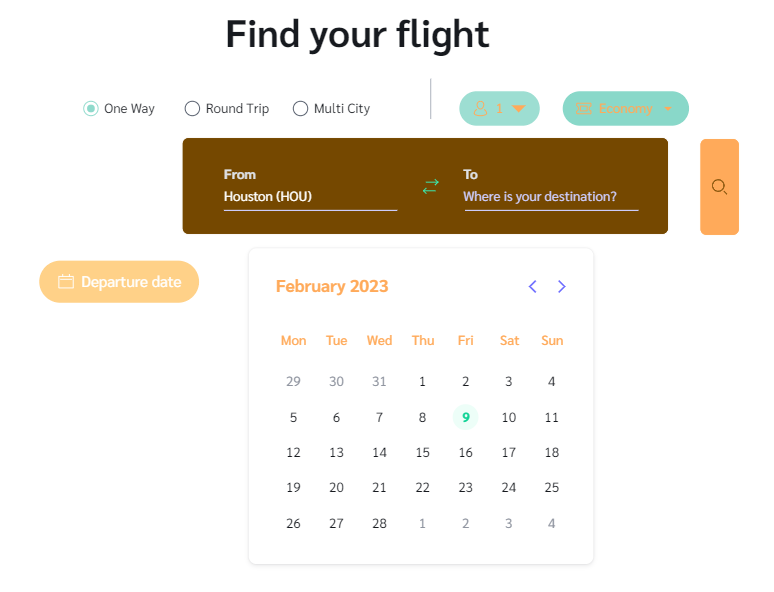 Find your flight
One Way Round Trip Multi City 1 Economy
From To
Houston (HOU) Where is your destination?
Departure date
February 2023
Mon Tue Wed Thu Fri Sat Sun
29 30 31 1 2 3 4
5 6 7 8 9 10 11
12 13 14 15 16 17 18
19 20 21 22 23 24 25
26 27 28 1 2 3 4